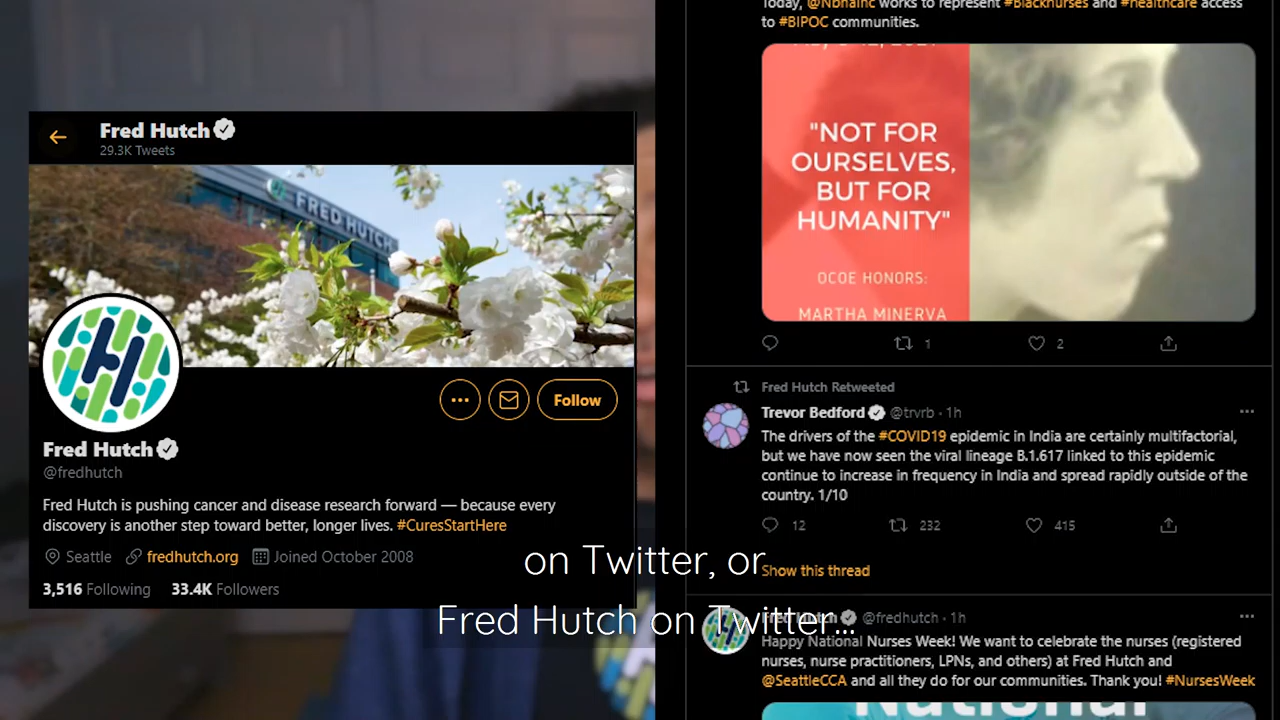 Fred Hutch
29.3K Tweets
FRED HUTCH
Follow
Fred Hutch
@fredhutch
Fred Hutch is pushing cancer and disease research forward — because every
discovery is another step toward better, longer lives. #CuresStartHere
Seattle fredhutch.org Joined October 2008
3,516 Following 33.4K Followers
Today, @Nbnainc works to represent #Blacknurses and #healthcare access
to #BIPOC communities.
"NOT FOR
OURSELVES,
BUT FOR
HUMANITY"
OCOE HONORS:
MARTHA MINERVA
1 2
Fred Hutch Retweeted
Trevor Bedford @trvrb · 1h
The drivers of the #COVID19 epidemic in India are certainly multifactorial,
but we have now seen the viral lineage B.1.617 linked to this epidemic
continue to increase in frequency in India and spread rapidly outside of the
country. 1/10
12 232 415
Show this thread
Fred Hutch @fredhutch · 1h
Happy National Nurses Week! We want to celebrate the nurses (registered
nurses, nurse practitioners, LPNs, and others) at Fred Hutch and
@SeattleCCA and all they do for our communities. Thank you! #NursesWeek
National
on Twitter, or
Fred Hutch on Twitter...